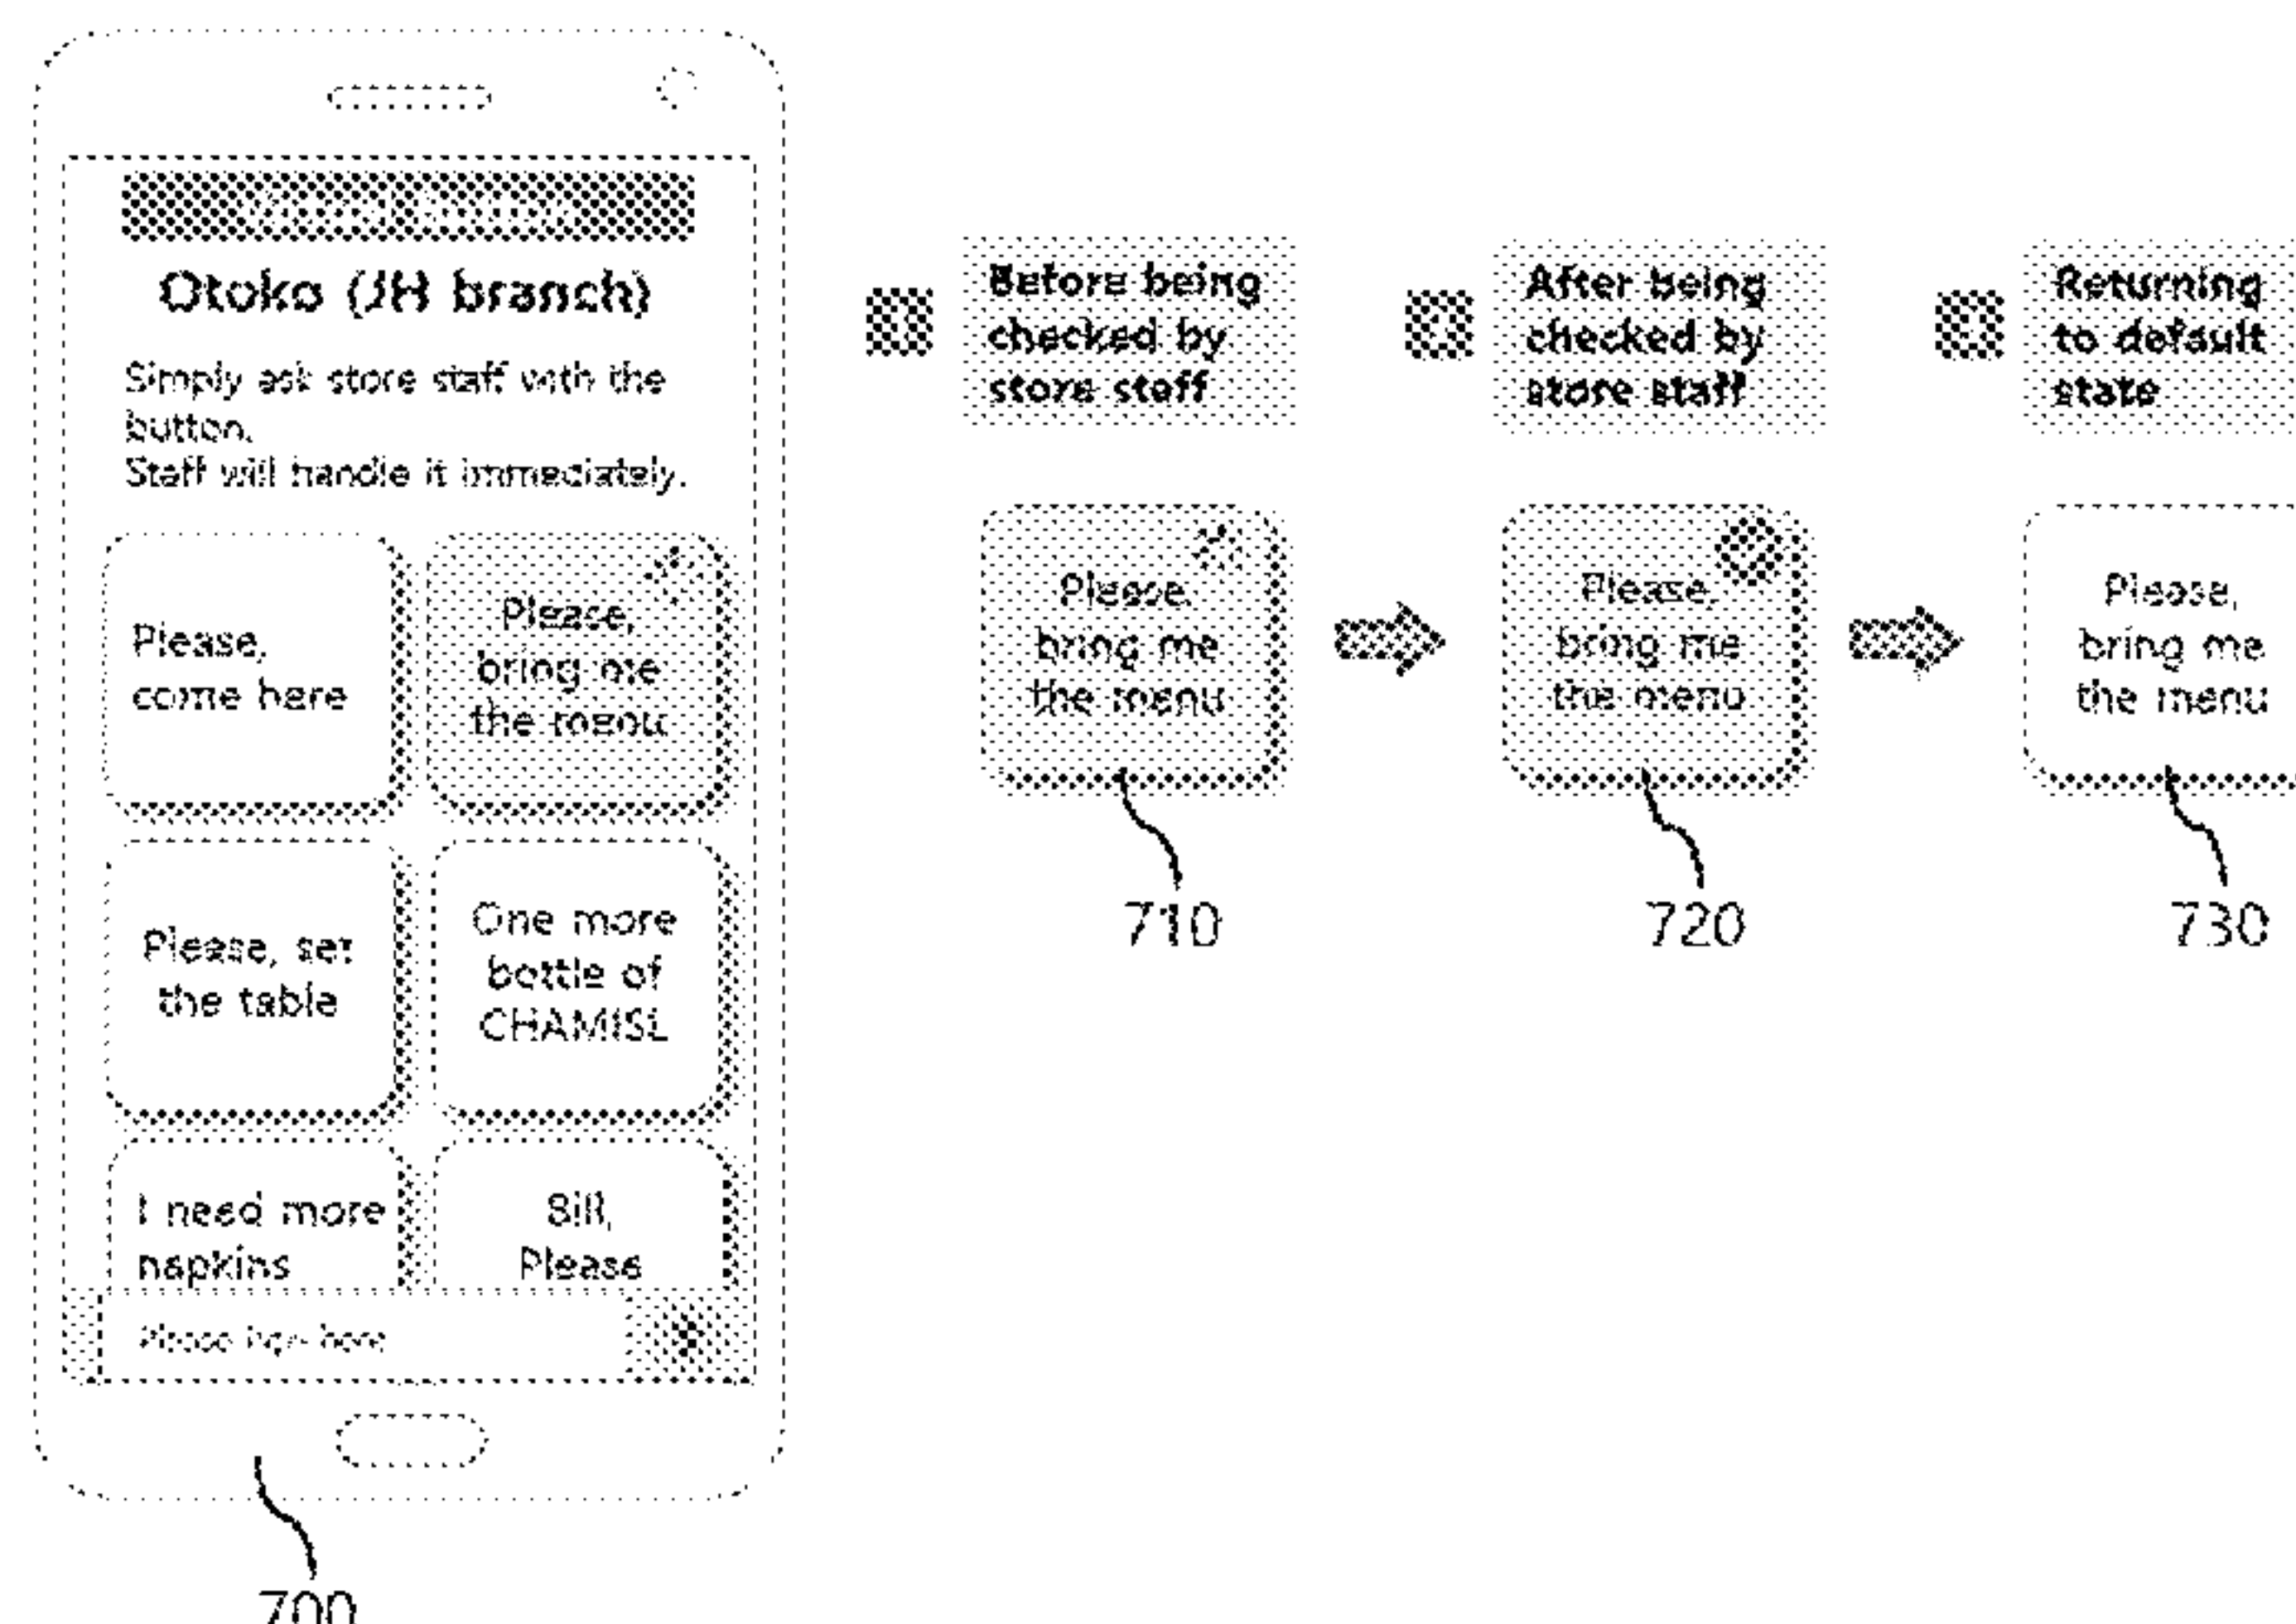 Otoko (JH branch)
Simply ask store staff with the
button.
Staff will handle it immediately.
Please,
come here
Please,
bring me
the menu
Please, set
the table
One more
bottle of
CHAMISL
I need more
napkins
Bill,
Please
Please here
700
Before being
checked by
store staff
After being
checked by
store staff
Returning
to default
state
Please,
bring me
the menu
710
Please,
bring me
the menu
720
Please,
bring me
the menu
730